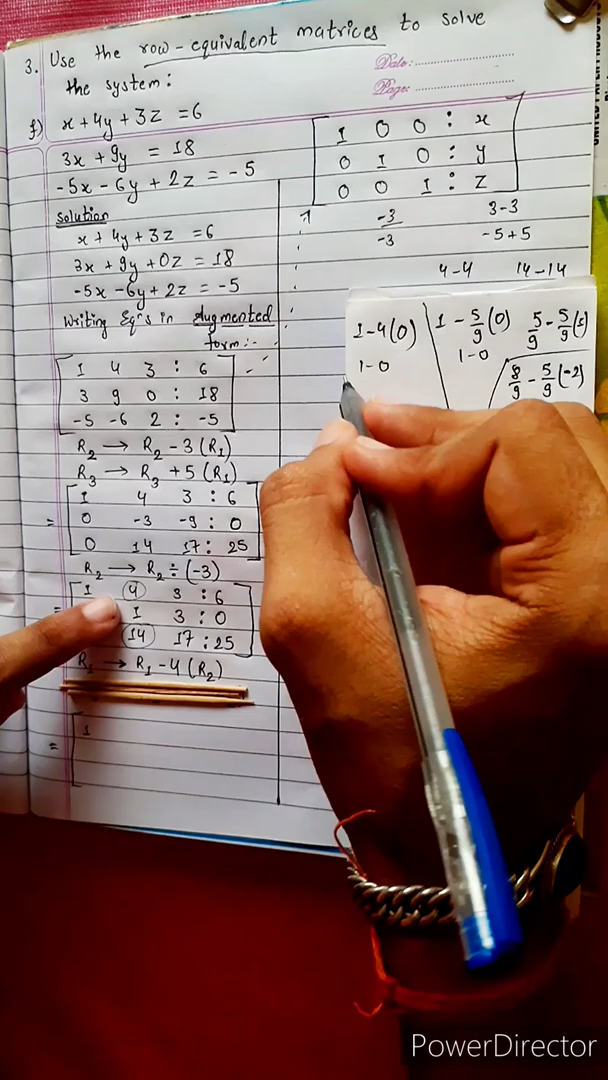 3. Use the row-equivalent matrices to solve
the system:
Date:
Page:
f) x + 4y + 3z = 6
3x + 9y = 18
-5x - 6y + 2z = -5
solution
x + 4y + 3z = 6
3x + 9y + 0z = 18
-5x - 6y + 2z = -5
Writing Eqns in Augmented
form:-
1 4 3 : 6
3 9 0 : 18
-5 -6 2 : -5
R2 → R2 - 3 (R1)
R3 → R3 + 5 (R1)
1 4 3 : 6
= 0 -3 -9 : 0
0 14 17 : 25
R2 → R2 ÷ (-3)
1 4 3 : 6
= 1 3 : 0
14 17 : 25
R1 → R1 - 4 (R2)
= 1
1 0 0 : x
0 1 0 : y
0 0 1 : z
-3 3-3
-3 -5+5
4-4 14-14
1-4(0) 1 - 5/9 (0) 5/9 - 5/9 (1)
1-0 1-0 8/9 - 5/9 (-2)
PowerDirector